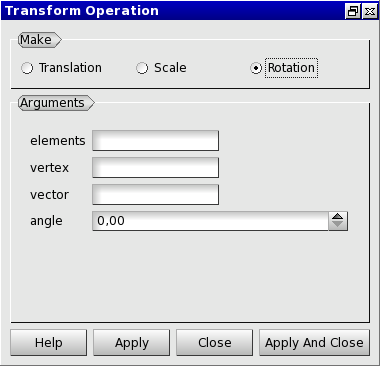 Transform Operation
Make
Translation Scale Rotation
Arguments
elements
vertex
vector
angle 0,00
Help Apply Close Apply And Close